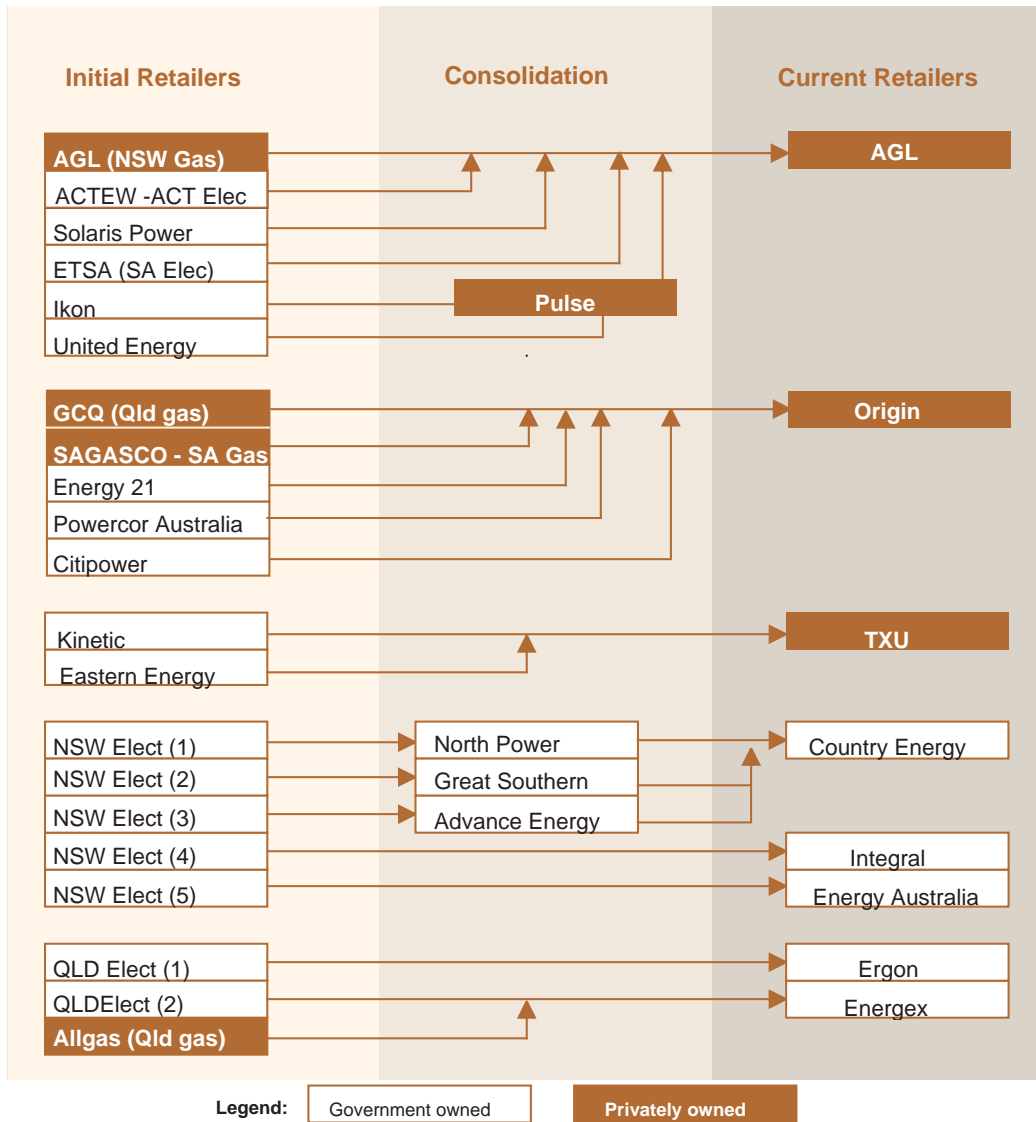 Initial Retailers
Consolidation
Current Retailers
AGL (NSW Gas)
AGL
ACTEW -ACT Elec
Solaris Power
ETSA (SA Elec)
Ikon
Pulse
United Energy
.
GCQ (Qld gas)
Origin
SAGASCO - SA Gas
Energy 21
Powercor Australia
Citipower
Kinetic
TXU
Eastern Energy
NSW Elect (1)
North Power
Country Energy
NSW Elect (2)
Great Southern
NSW Elect (3)
Advance Energy
NSW Elect (4)
Integral
NSW Elect (5)
Energy Australia
QLD Elect (1)
Ergon
QLDElect (2)
Energex
Allgas (Qld gas)
Legend: Government owned Privately owned